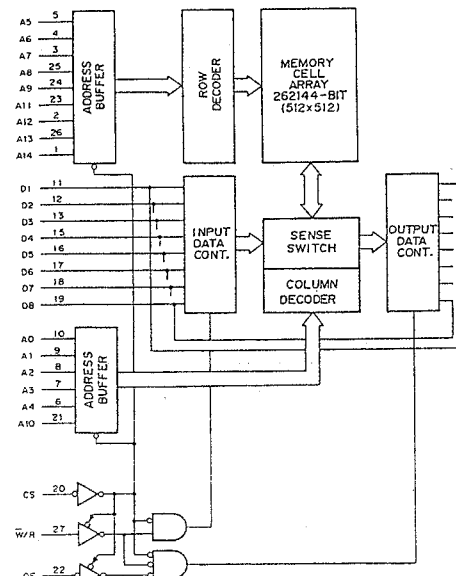 A5 5
A6 4
A7 3
A8 25
A9 24
A11 23
A12 2
A13 26
A14 1
ADDRESS
BUFFER
ROW
DECODER
MEMORY
CELL
ARRAY
262144-BIT
(512x512)
D1 11
D2 12
D3 13
D4 15
D5 16
D6 17
D7 18
D8 19
INPUT
DATA
CONT.
SENSE
SWITCH
COLUMN
DECODER
OUTPUT
DATA
CONT.
A0 10
A1 9
A2 8
A3 7
A4 6
A10 21
ADDRESS
BUFFER
CS 20
W/R 27
OE 22